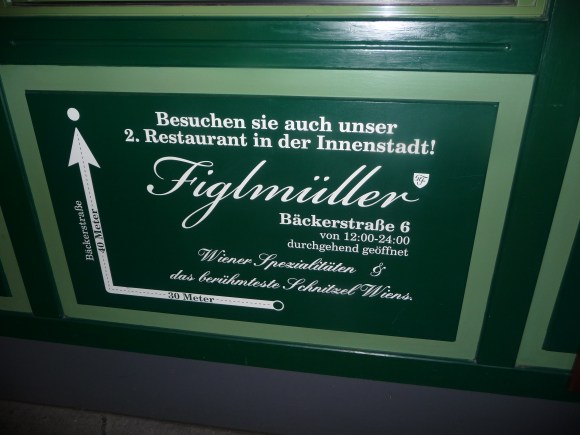 Besuchen sie auch unser
2. Restaurant in der Innenstadt!
Figlmüller
Bäckerstraße 6
von 12:00-24:00
durchgehend geöffnet
Wiener Spezialitäten &
das berühmteste Schnitzel Wiens.
Bäckerstraße
40 Meter
30 Meter